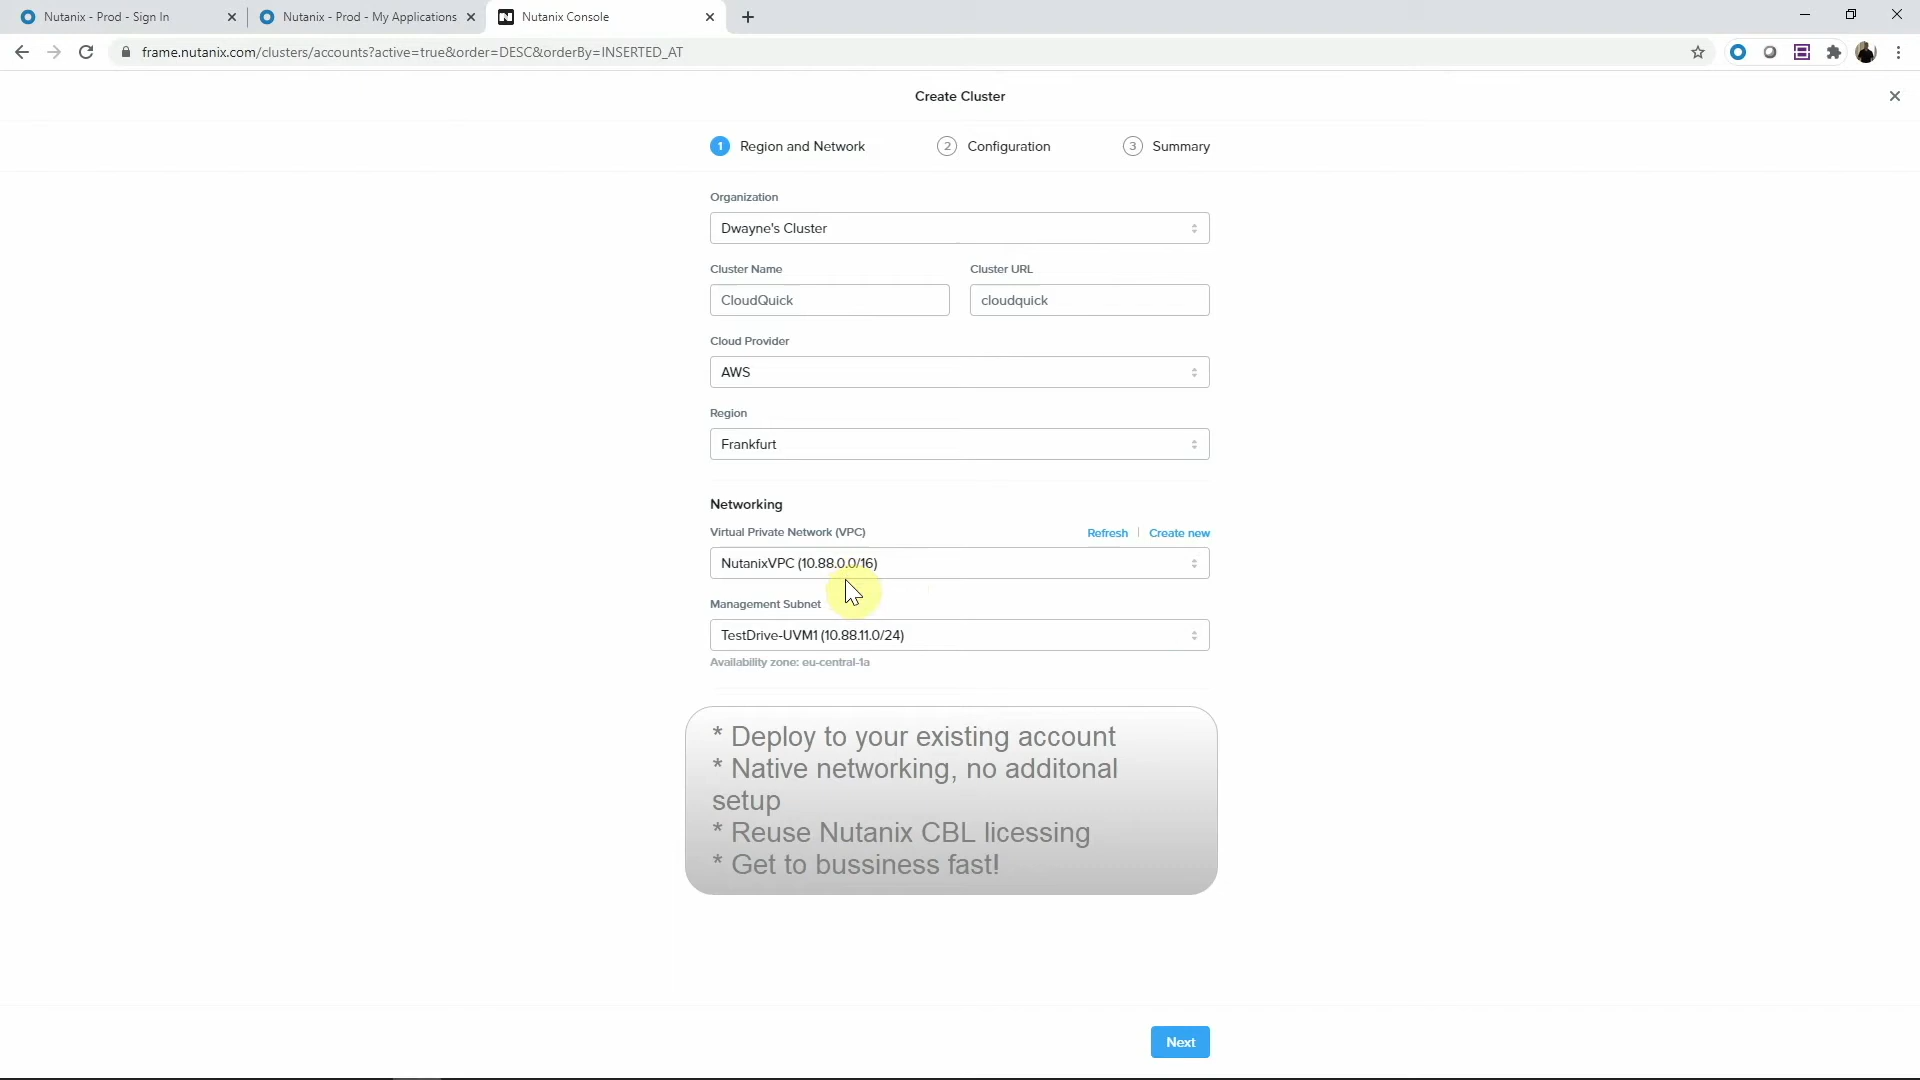 Nutanix - Prod - Sign In
Nutanix - Prod - My Applications
Nutanix Console
frame.nutanix.com/clusters/accounts?active=true&order=DESC&orderBy=INSERTED_AT
Create Cluster
1 Region and Network
2 Configuration
3 Summary
Organization
Dwayne's Cluster
Cluster Name
Cluster URL
CloudQuick
cloudquick
Cloud Provider
AWS
Region
Frankfurt
Networking
Virtual Private Network (VPC)
Refresh | Create new
NutanixVPC (10.88.0.0/16)
Management Subnet
TestDrive-UVM1 (10.88.11.0/24)
Availability zone: eu-central-1a
* Deploy to your existing account
* Native networking, no additonal
setup
* Reuse Nutanix CBL licessing
* Get to bussiness fast!
Next